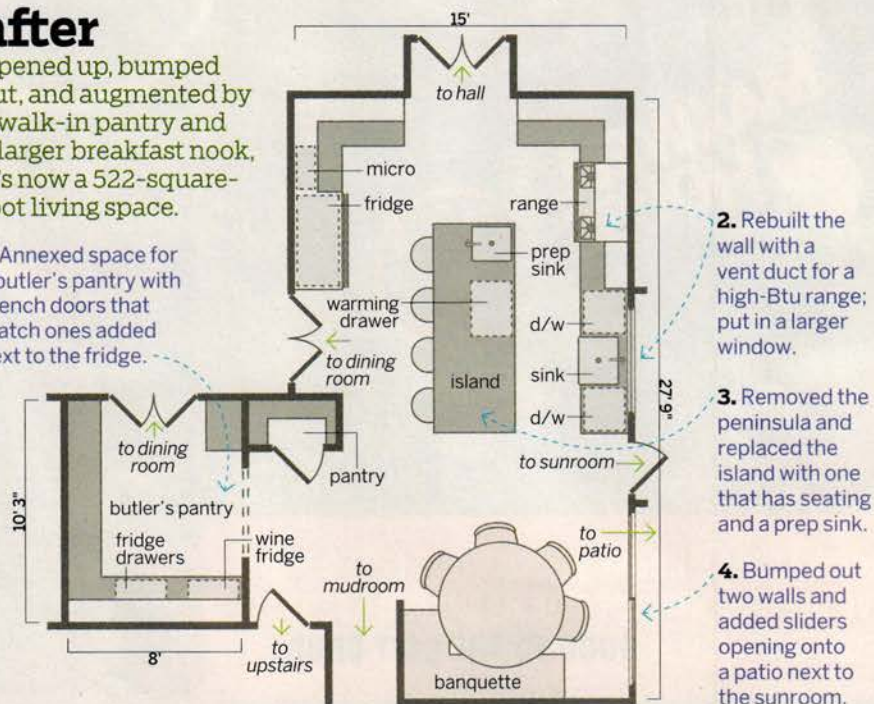 after
pened up, bumped
ut, and augmented by
walk-in pantry and
larger breakfast nook,
's now a 522-square-
oot living space.
Annexed space for
butler's pantry with
ench doors that
atch ones added
ext to the fridge.
15'
to hall
micro
fridge
range
prep
sink
warming
drawer
d/w
to dining
room
island
sink
d/w
27' 9"
to sunroom
pantry
to dining
room
butler's pantry
10' 3"
fridge
drawers
wine
fridge
to
mudroom
to
patio
8'
to
upstairs
banquette
2. Rebuilt the
wall with a
vent duct for a
high-Btu range;
put in a larger
window.
3. Removed the
peninsula and
replaced the
island with one
that has seating
and a prep sink.
4. Bumped out
two walls and
added sliders
opening onto
a patio next to
the sunroom.